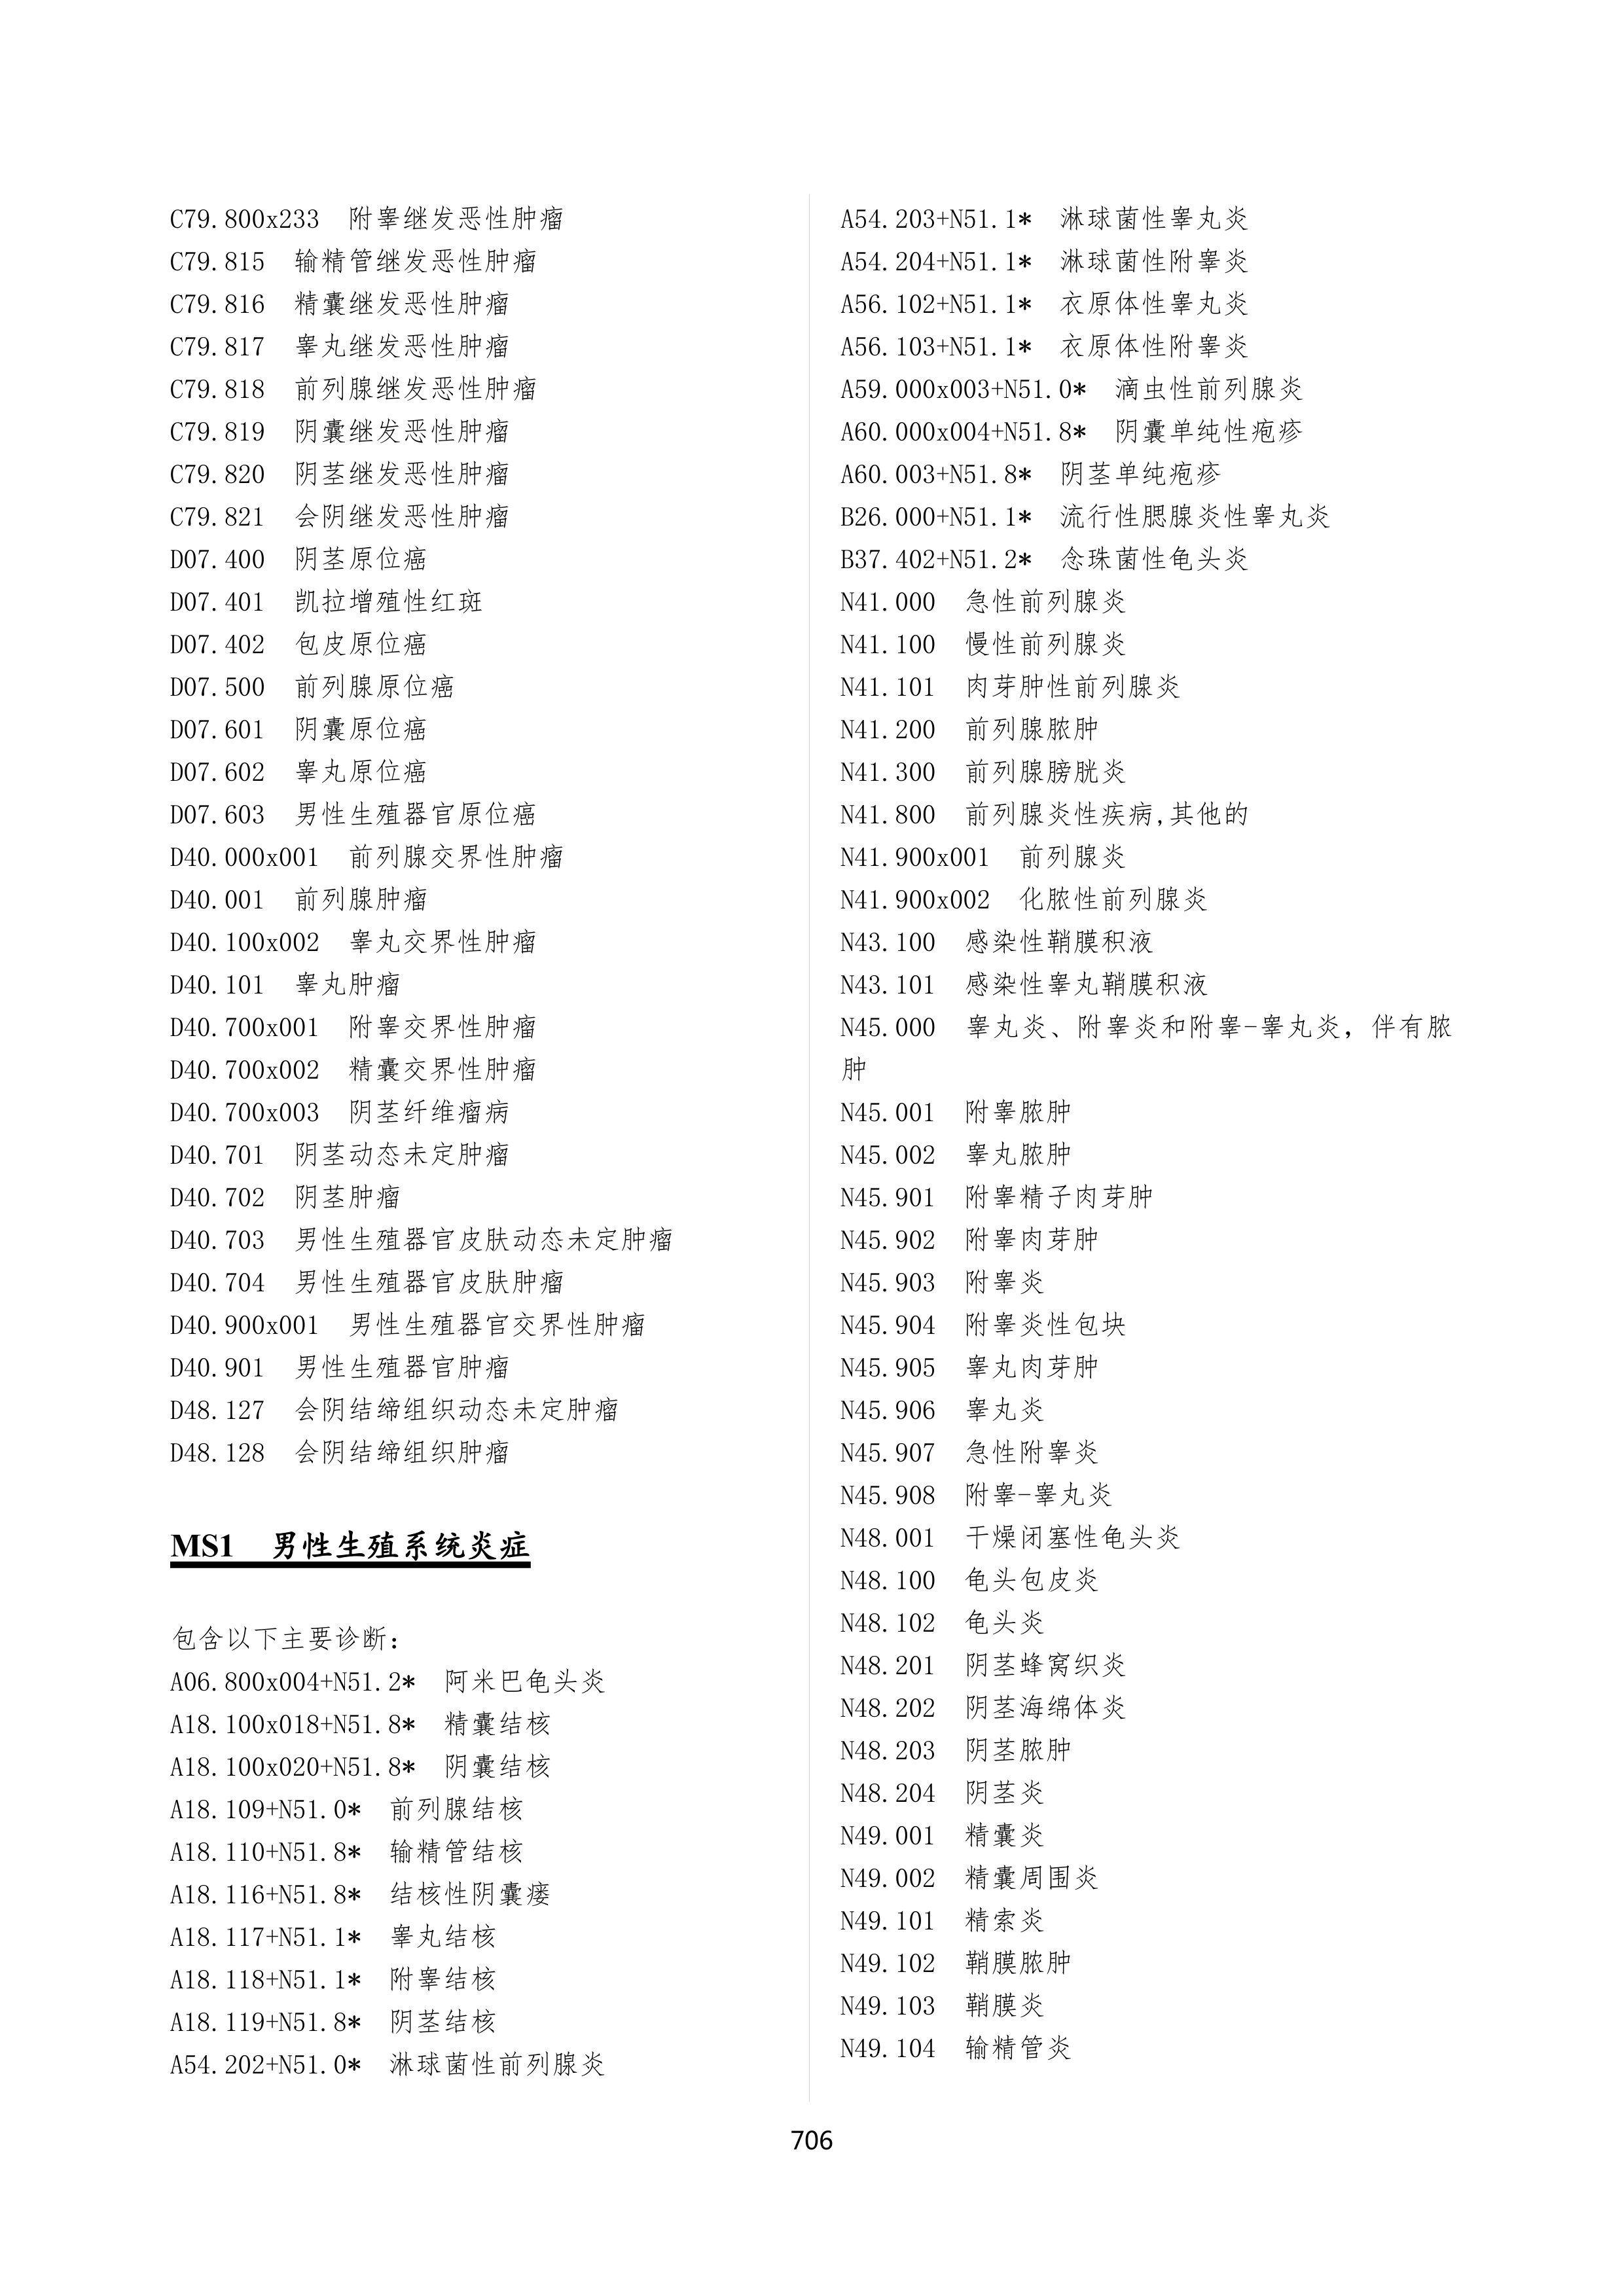 C79.800x233 附睾继发恶性肿瘤
C79.815 输精管继发恶性肿瘤
C79.816 精囊继发恶性肿瘤
C79.817 睾丸继发恶性肿瘤
C79.818 前列腺继发恶性肿瘤
C79.819 阴囊继发恶性肿瘤
C79.820 阴茎继发恶性肿瘤
C79.821 会阴继发恶性肿瘤
D07.400 阴茎原位癌
D07.401 凯拉增殖性红斑
D07.402 包皮原位癌
D07.500 前列腺原位癌
D07.601 阴囊原位癌
D07.602 睾丸原位癌
D07.603 男性生殖器官原位癌
D40.000x001 前列腺交界性肿瘤
D40.001 前列腺肿瘤
D40.100x002 睾丸交界性肿瘤
D40.101 睾丸肿瘤
D40.700x001 附睾交界性肿瘤
D40.700x002 精囊交界性肿瘤
D40.700x003 阴茎纤维瘤病
D40.701 阴茎动态未定肿瘤
D40.702 阴茎肿瘤
D40.703 男性生殖器官皮肤动态未定肿瘤
D40.704 男性生殖器官皮肤肿瘤
D40.900x001 男性生殖器官交界性肿瘤
D40.901 男性生殖器官肿瘤
D48.127 会阴结缔组织动态未定肿瘤
D48.128 会阴结缔组织肿瘤
MS1 男性生殖系统炎症
包含以下主要诊断：
A06.800x004+N51.2* 阿米巴龟头炎
A18.100x018+N51.8* 精囊结核
A18.100x020+N51.8* 阴囊结核
A18.109+N51.0* 前列腺结核
A18.110+N51.8* 输精管结核
A18.116+N51.8* 结核性阴囊瘘
A18.117+N51.1* 睾丸结核
A18.118+N51.1* 附睾结核
A18.119+N51.8* 阴茎结核
A54.202+N51.0* 淋球菌性前列腺炎
A54.203+N51.1* 淋球菌性睾丸炎
A54.204+N51.1* 淋球菌性附睾炎
A56.102+N51.1* 衣原体性睾丸炎
A56.103+N51.1* 衣原体性附睾炎
A59.000x003+N51.0* 滴虫性前列腺炎
A60.000x004+N51.8* 阴囊单纯性疱疹
A60.003+N51.8* 阴茎单纯疱疹
B26.000+N51.1* 流行性腮腺炎性睾丸炎
B37.402+N51.2* 念珠菌性龟头炎
N41.000 急性前列腺炎
N41.100 慢性前列腺炎
N41.101 肉芽肿性前列腺炎
N41.200 前列腺脓肿
N41.300 前列腺膀胱炎
N41.800 前列腺炎性疾病,其他的
N41.900x001 前列腺炎
N41.900x002 化脓性前列腺炎
N43.100 感染性鞘膜积液
N43.101 感染性睾丸鞘膜积液
N45.000 睾丸炎、附睾炎和附睾-睾丸炎，伴有脓
肿
N45.001 附睾脓肿
N45.002 睾丸脓肿
N45.901 附睾精子肉芽肿
N45.902 附睾肉芽肿
N45.903 附睾炎
N45.904 附睾炎性包块
N45.905 睾丸肉芽肿
N45.906 睾丸炎
N45.907 急性附睾炎
N45.908 附睾-睾丸炎
N48.001 干燥闭塞性龟头炎
N48.100 龟头包皮炎
N48.102 龟头炎
N48.201 阴茎蜂窝织炎
N48.202 阴茎海绵体炎
N48.203 阴茎脓肿
N48.204 阴茎炎
N49.001 精囊炎
N49.002 精囊周围炎
N49.101 精索炎
N49.102 鞘膜脓肿
N49.103 鞘膜炎
N49.104 输精管炎
706